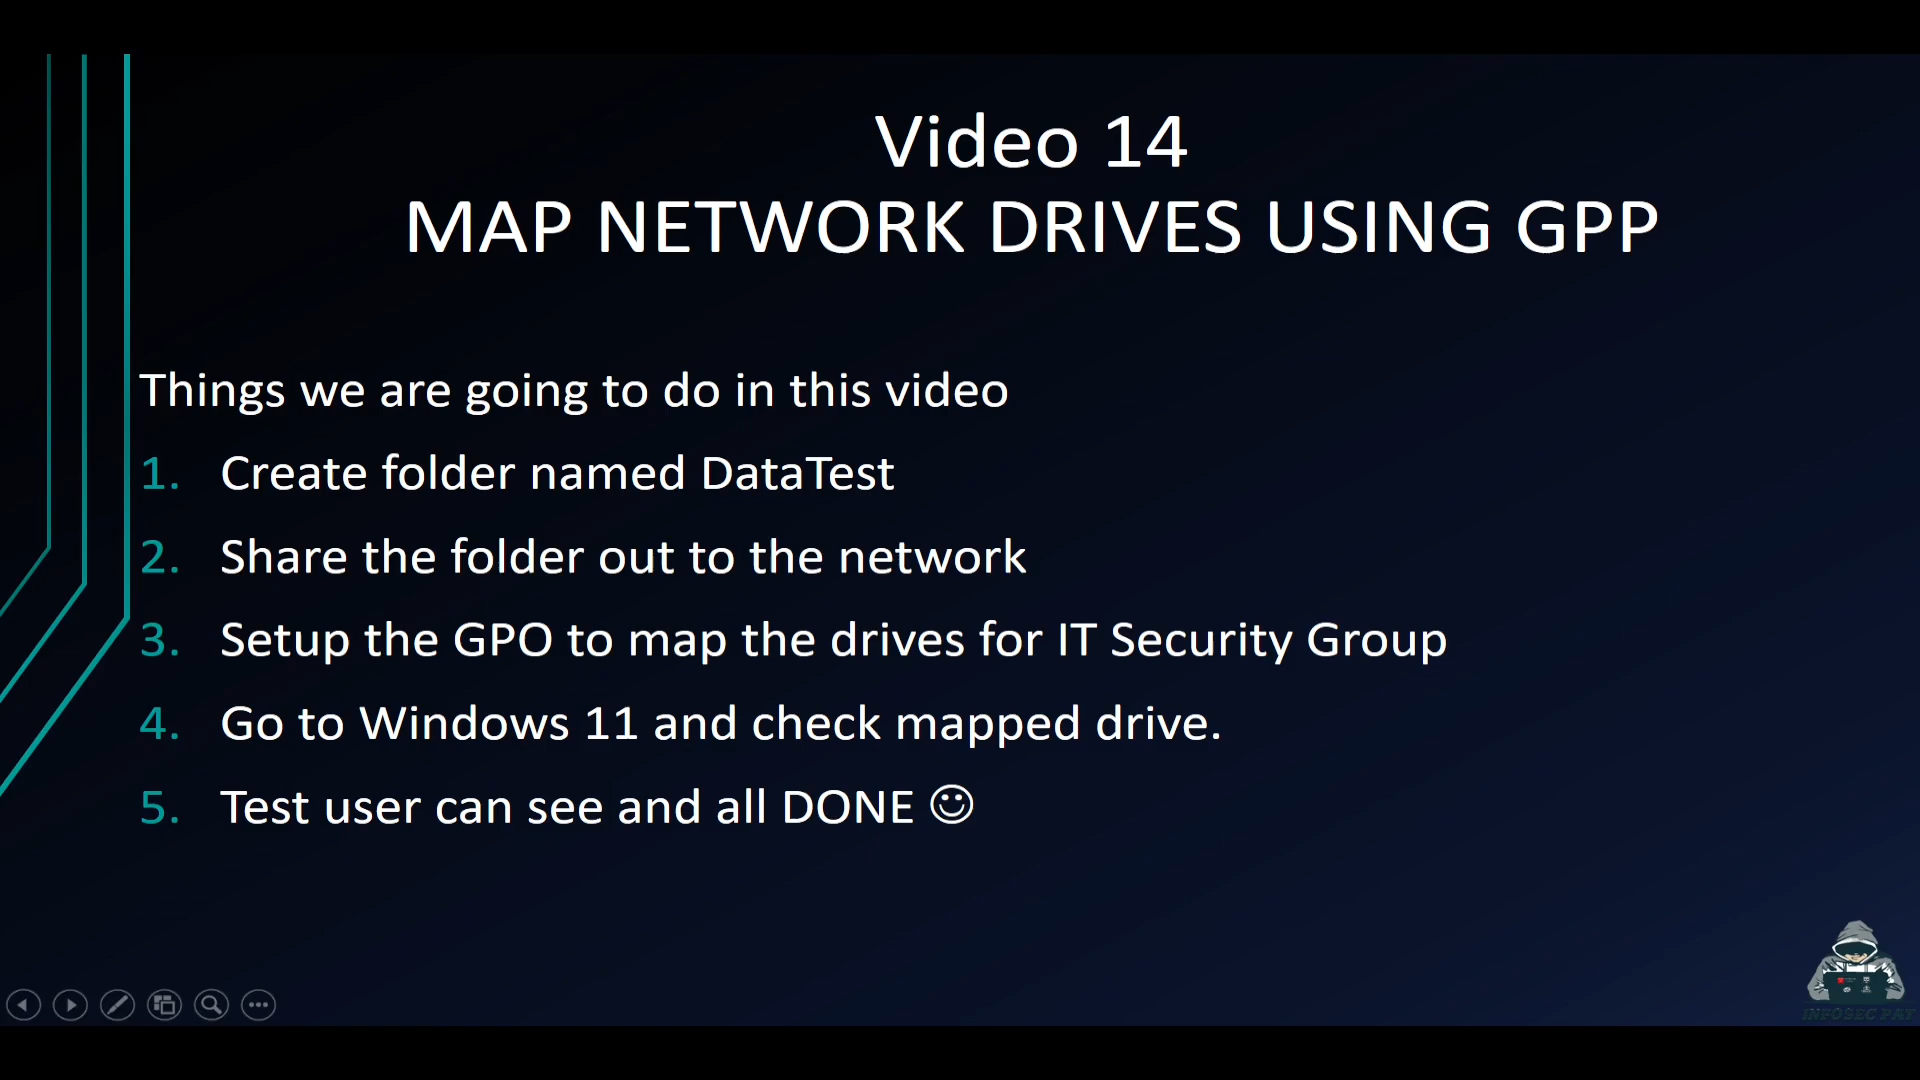 Video 14
MAP NETWORK DRIVES USING GPP
Things we are going to do in this video
1. Create folder named DataTest
2. Share the folder out to the network
3. Setup the GPO to map the drives for IT Security Group
4. Go to Windows 11 and check mapped drive.
5. Test user can see and all DONE ☺
INFOSEC PAT